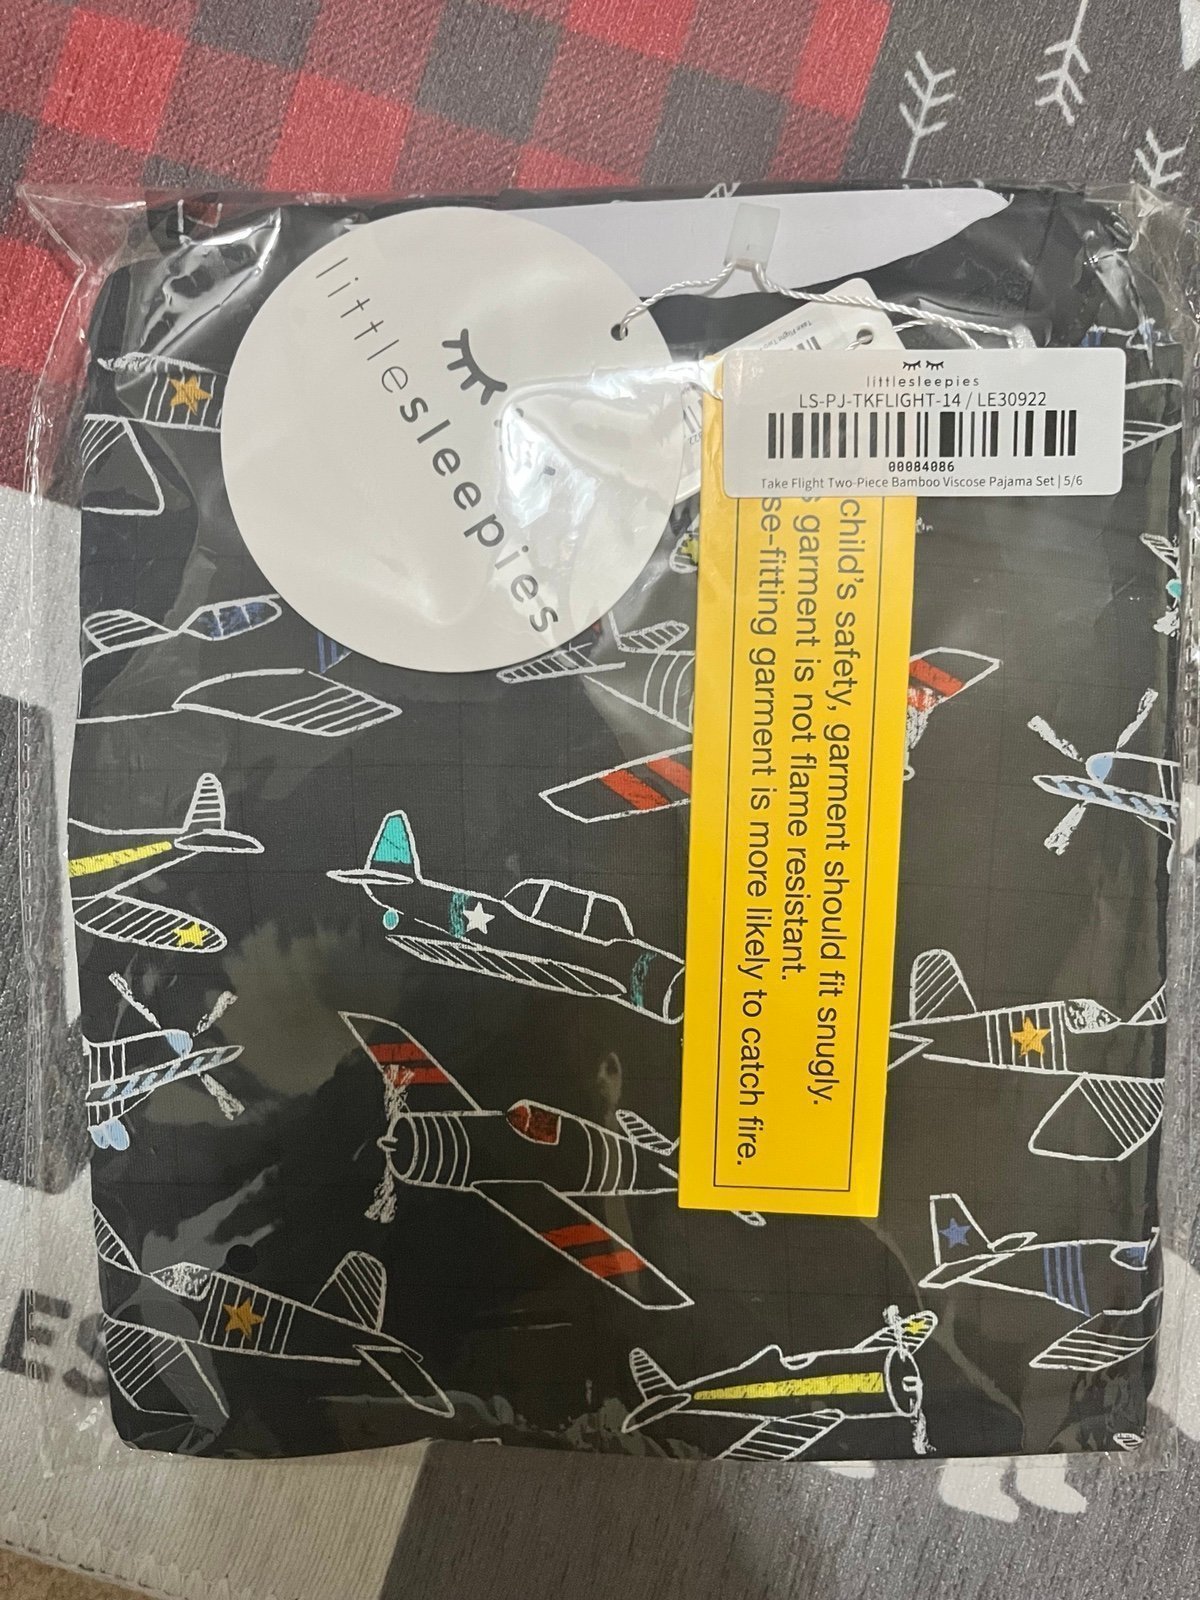 littlesleepies
littlesleepies
LS-PJ-TKFLIGHT-14 / LE30922
00084086
Take Flight Two-Piece Bamboo Viscose Pajama Set | 5/6
child's safety, garment should fit snugly.
garment is not flame resistant.
se-fitting garment is more likely to catch fire.